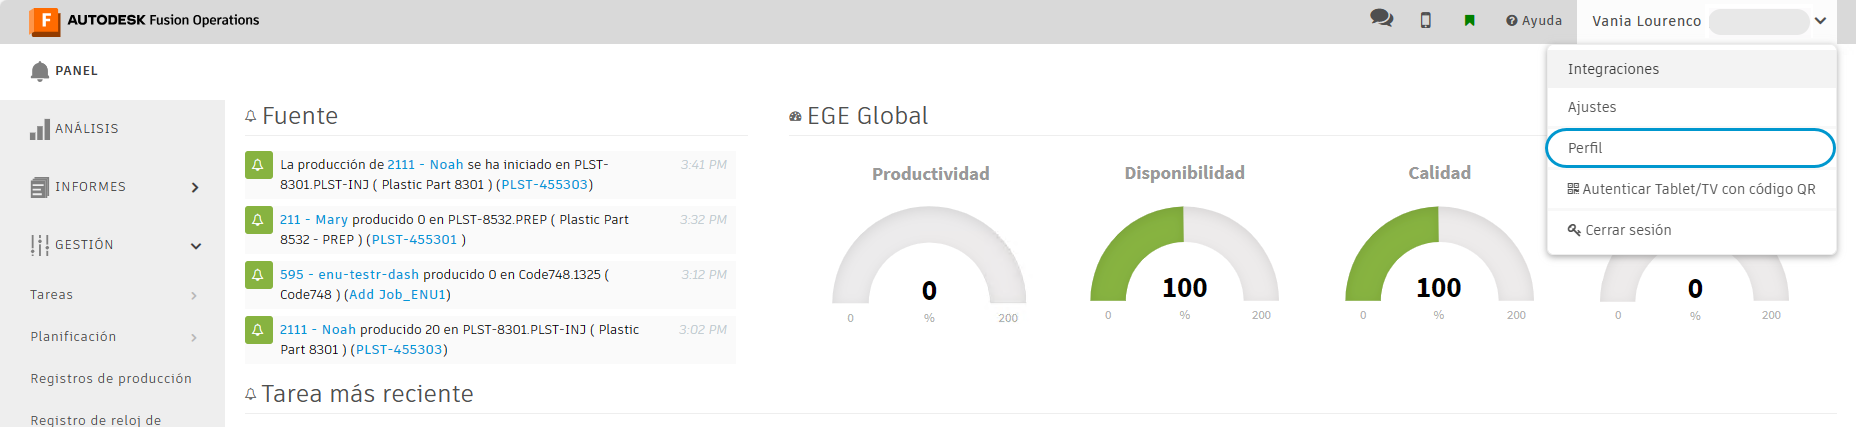 AUTODESK Fusion Operations
Ayuda
Vania Lourenco
PANEL
ANÁLISIS
INFORMES
GESTIÓN
Tareas
Planificación
Registros de producción
Registro de reloj de
Fuente
La producción de 2111 - Noah se ha iniciado en PLST-
8301.PLST-INJ ( Plastic Part 8301 ) (PLST-455303)
3:41 PM
211 - Mary producido 0 en PLST-8532.PREP ( Plastic Part
8532 - PREP ) (PLST-455301 )
3:32 PM
595 - enu-testr-dash producido 0 en Code748.1325 (
Code748 ) (Add Job_ENU1)
3:12 PM
2111 - Noah producido 20 en PLST-8301.PLST-INJ ( Plastic
Part 8301 ) (PLST-455303)
3:02 PM
Tarea más reciente
EGE Global
Productividad
0
0 % 200
Disponibilidad
100
0 % 200
Calidad
100
0 % 200
0
0 % 200
Integraciones
Ajustes
Perfil
Autenticar Tablet/TV con código QR
Cerrar sesión